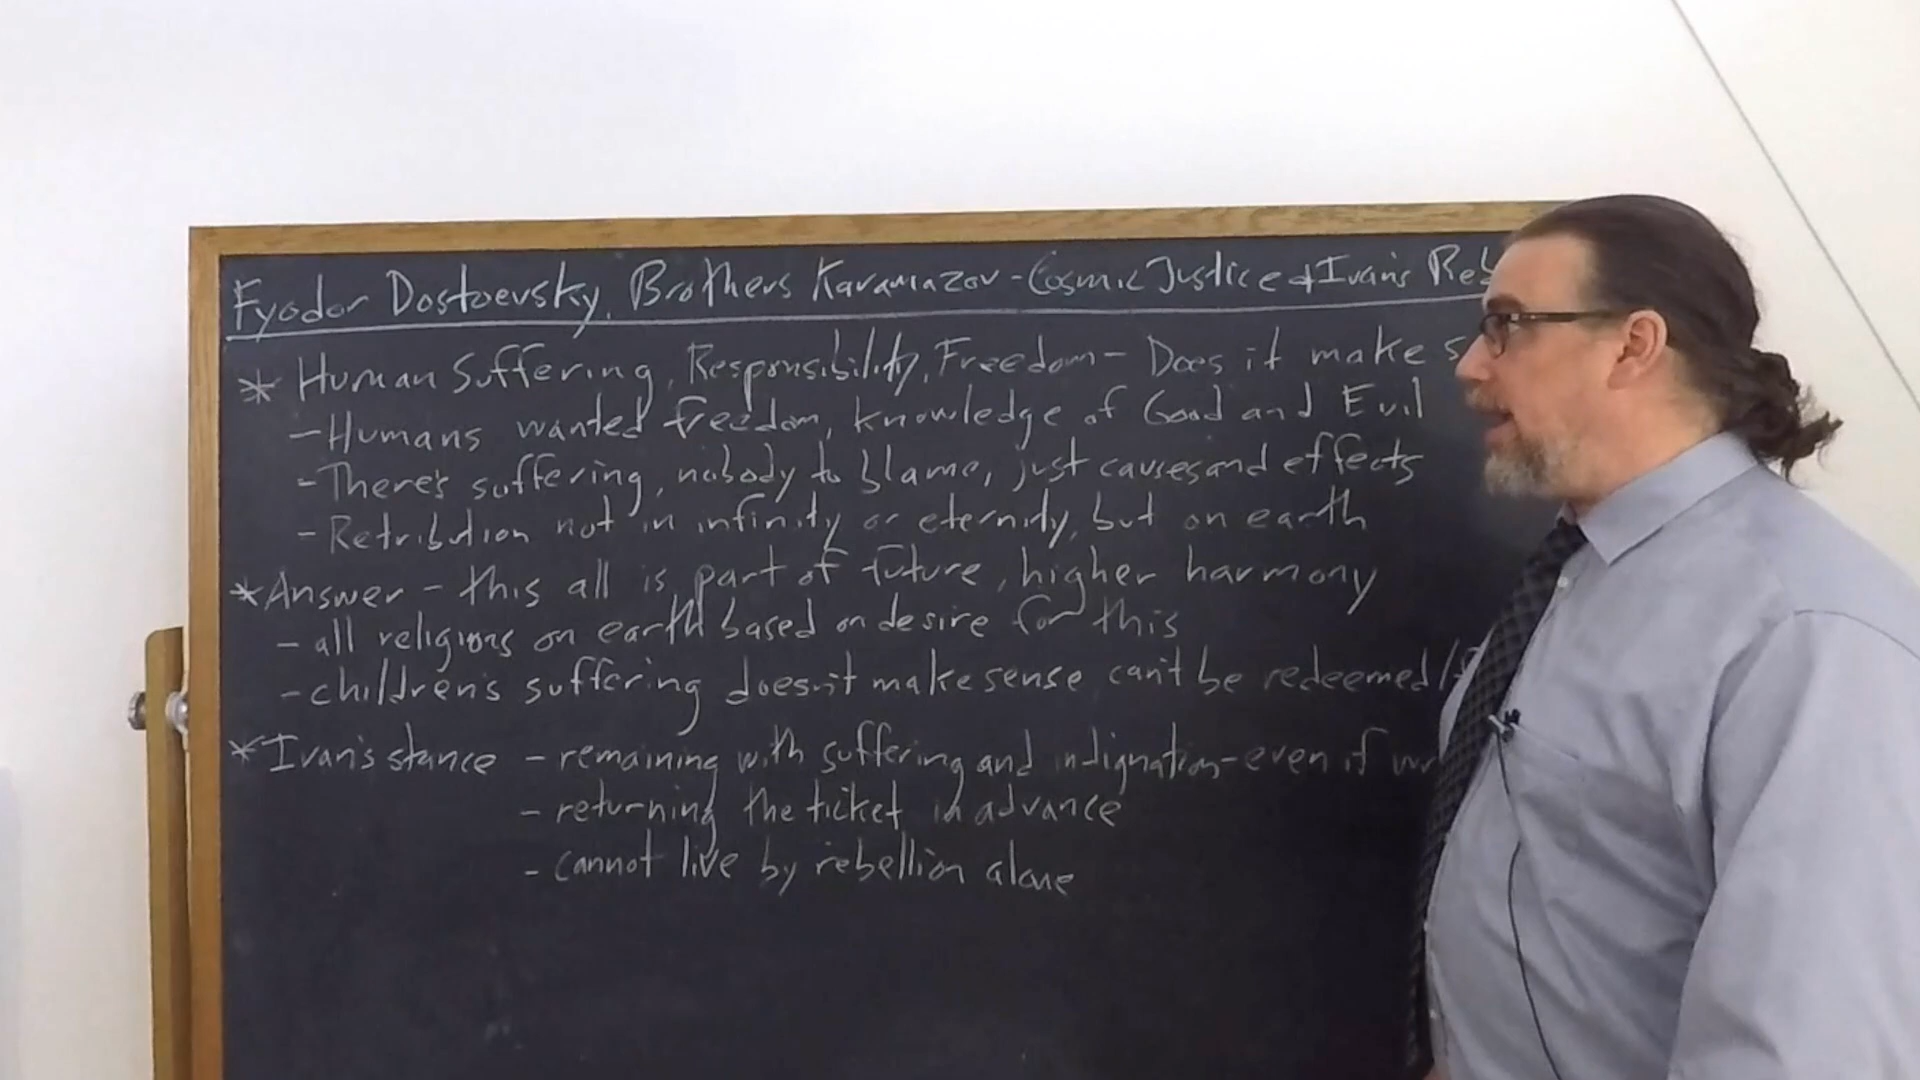 Fyodor Dostoevsky, Brothers Karamazov - Cosmic Justice + Ivan's
* Human Suffering, Responsibility, Freedom - Does it make
- Humans wanted freedom, knowledge of Good and Evil
- There's suffering, nobody to blame, just causes and effects
- Retribution not in infinity or eternity, but on earth
* Answer - this all is part of future, higher harmony
- all religions on earth based on desire for this
- children's suffering doesn't make sense can't be redeemed
* Ivan's stance - remaining with suffering and indignation - even if
- returning the ticket in advance
- cannot live by rebellion alone